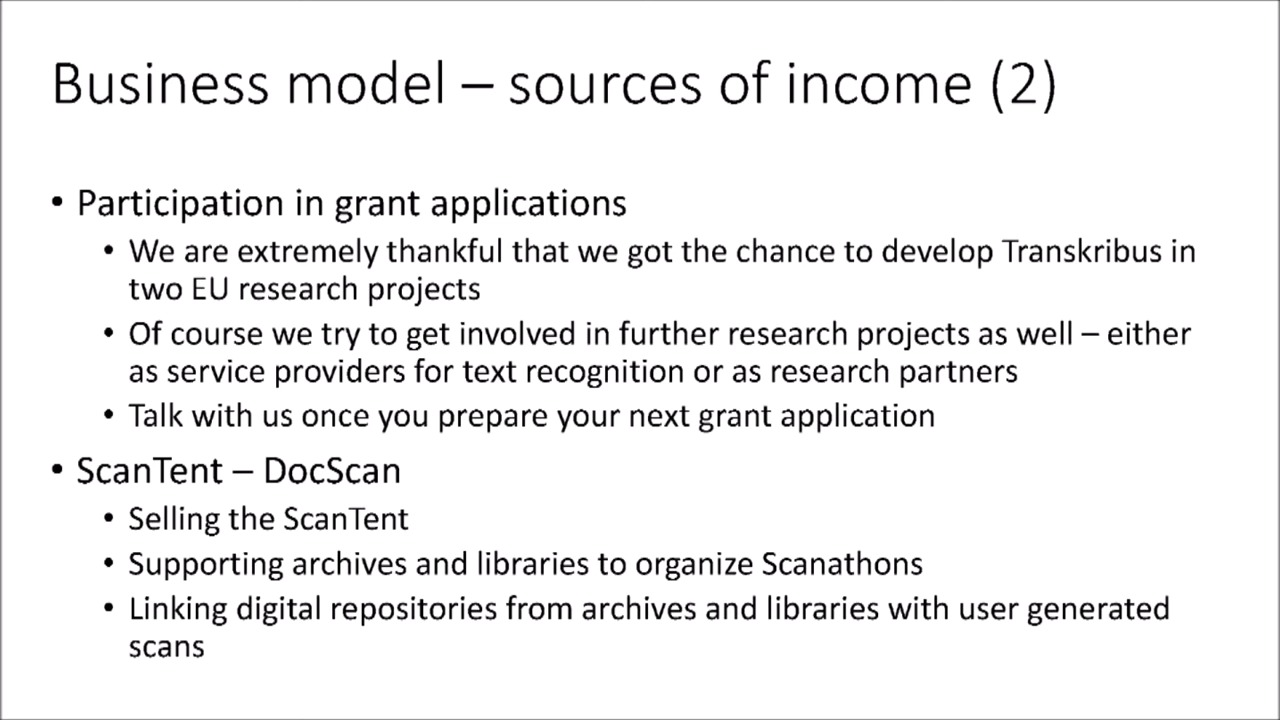 Business model – sources of income (2)
• Participation in grant applications
• We are extremely thankful that we got the chance to develop Transkribus in
two EU research projects
• Of course we try to get involved in further research projects as well – either
as service providers for text recognition or as research partners
• Talk with us once you prepare your next grant application
• ScanTent – DocScan
• Selling the ScanTent
• Supporting archives and libraries to organize Scanathons
• Linking digital repositories from archives and libraries with user generated
scans